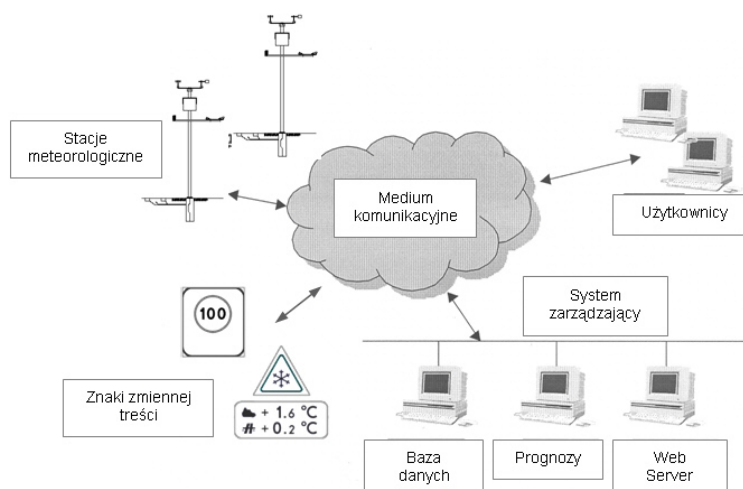 Stacje
meteorologiczne
Medium
komunikacyjne
Użytkownicy
System
zarządzający
100
Znaki zmiennej
treści
+ 1.6 °C
+ 0.2 °C
Baza
danych
Prognozy
Web
Server